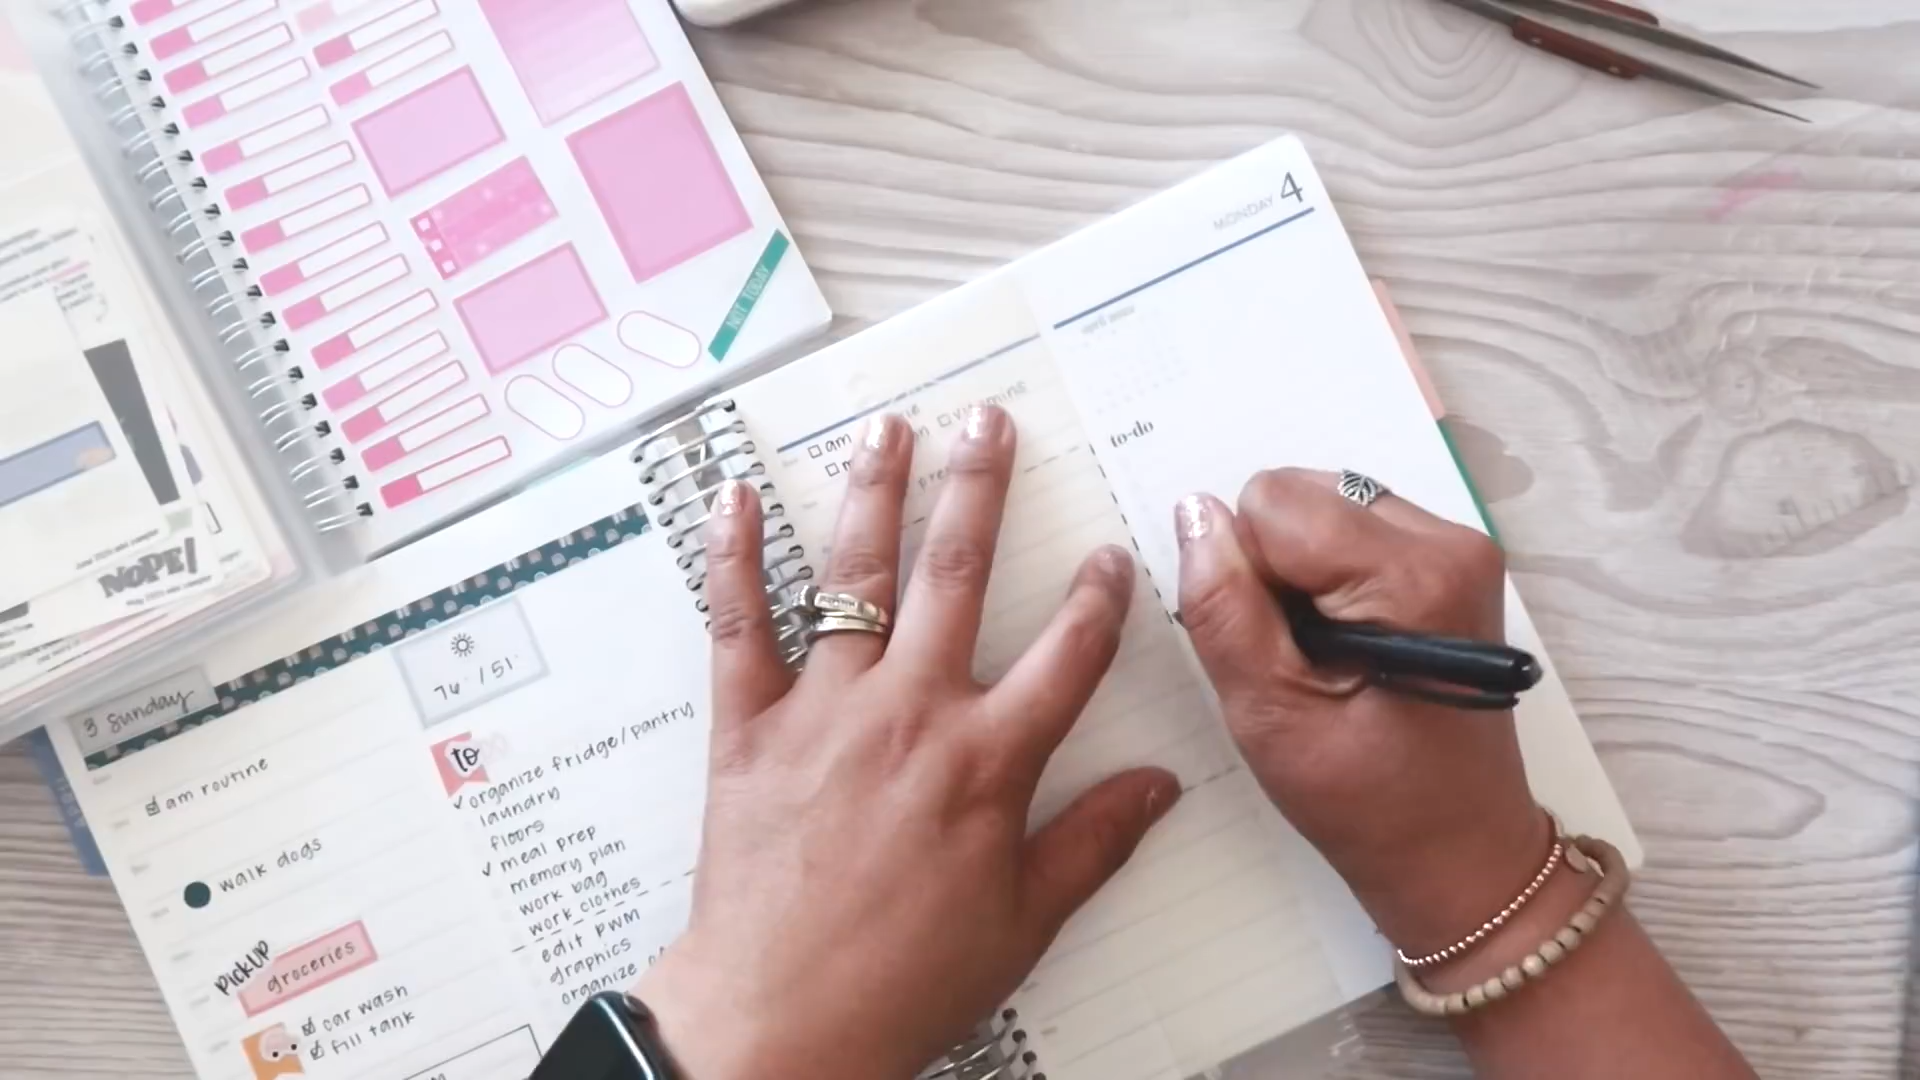 NOT TODAY
NOPE!
MONDAY 4
am
vitamins
pre
to-do
3 Sunday
74°/51°
to
am routine
organize fridge/pantry
laundry
floors
meal prep
memory plan
work bag
work clothes
edit pwm
graphics
organize
walk dogs
PICKUP
groceries
car wash
fill tank